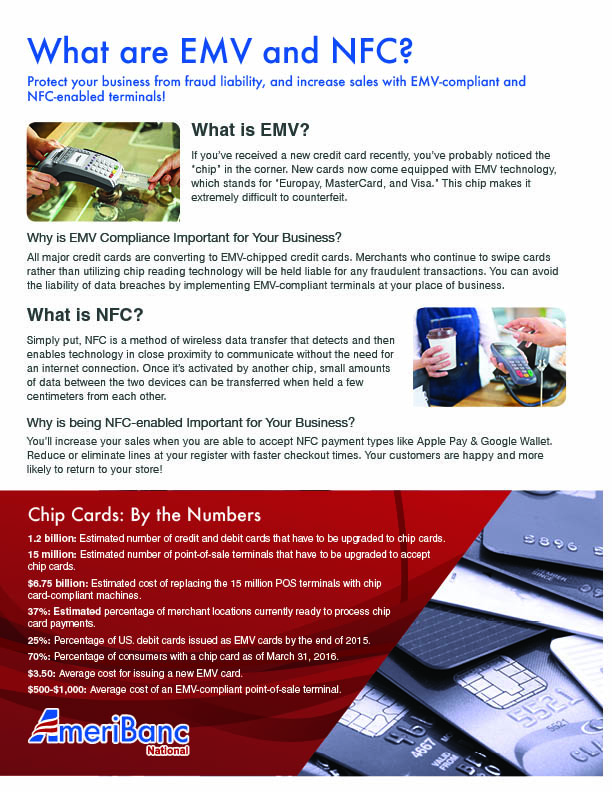 What are EMV and NFC?
Protect your business from fraud liability, and increase sales with EMV-compliant and
NFC-enabled terminals!
What is EMV?
If you've received a new credit card recently, you've probably noticed the
"chip" in the corner. New cards now come equipped with EMV technology,
which stands for "Europay, MasterCard, and Visa." This chip makes it
extremely difficult to counterfeit.
Why is EMV Compliance Important for Your Business?
All major credit cards are converting to EMV-chipped credit cards. Merchants who continue to swipe cards
rather than utilizing chip reading technology will be held liable for any fraudulent transactions. You can avoid
the liability of data breaches by implementing EMV-compliant terminals at your place of business.
What is NFC?
Simply put, NFC is a method of wireless data transfer that detects and then
enables technology in close proximity to communicate without the need for
an internet connection. Once it's activated by another chip, small amounts
of data between the two devices can be transferred when held a few
centimeters from each other.
Why is being NFC-enabled Important for Your Business?
You'll increase your sales when you are able to accept NFC payment types like Apple Pay & Google Wallet.
Reduce or eliminate lines at your register with faster checkout times. Your customers are happy and more
likely to return to your store!
Chip Cards: By the Numbers
1.2 billion: Estimated number of credit and debit cards that have to be upgraded to chip cards.
15 million: Estimated number of point-of-sale terminals that have to be upgraded to accept
chip cards.
$6.75 billion: Estimated cost of replacing the 15 million POS terminals with chip
card-compliant machines.
37%: Estimated percentage of merchant locations currently ready to process chip
card payments.
25%: Percentage of US. debit cards issued as EMV cards by the end of 2015.
70%: Percentage of consumers with a chip card as of March 31, 2016.
$3.50: Average cost for issuing a new EMV card.
$500-$1,000: Average cost of an EMV-compliant point-of-sale terminal.
AmeriBanc
National
5896
5521
5521
4667
VALID
FROM